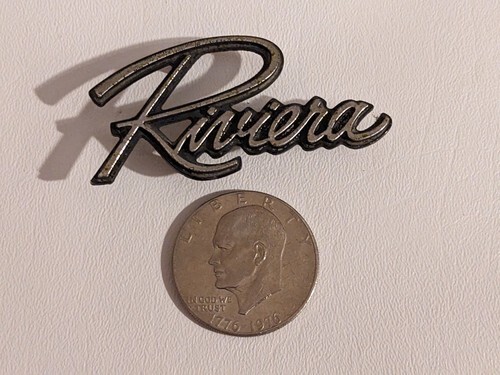 Riviera
LIBERTY
IN GOD WE
TRUST
1776-1976